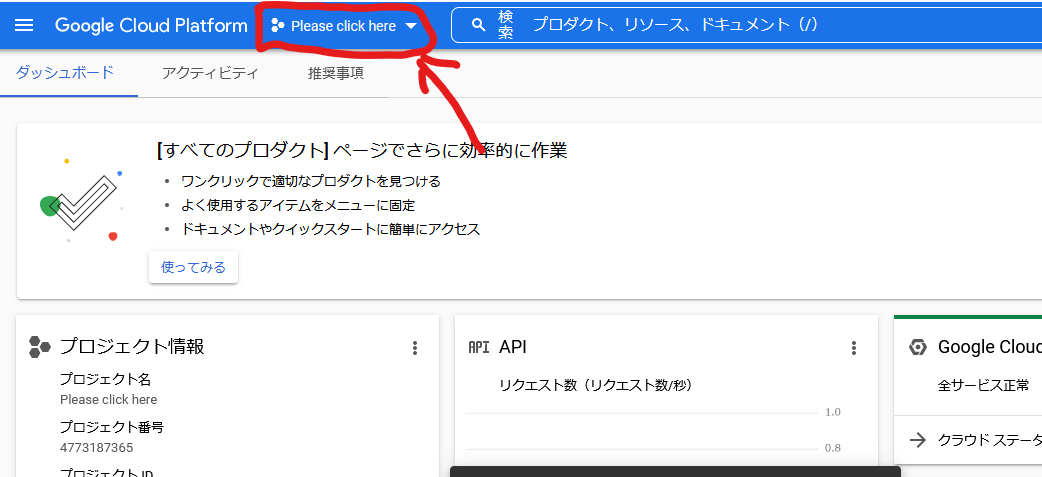 Google Cloud Platform
Please click here
検索
プロダクト、リソース、ドキュメント (/)
ダッシュボード
アクティビティ
推奨事項
[すべてのプロダクト] ページでさらに効率的に作業
• ワンクリックで適切なプロダクトを見つける
• よく使用するアイテムをメニューに固定
• ドキュメントやクイックスタートに簡単にアクセス
使ってみる
プロジェクト情報
プロジェクト名
Please click here
プロジェクト番号
4773187365
プロジェクト ID
API API
リクエスト数（リクエスト数/秒）
1.0
0.8
Google Cloud
全サービス正常
クラウド ステータ